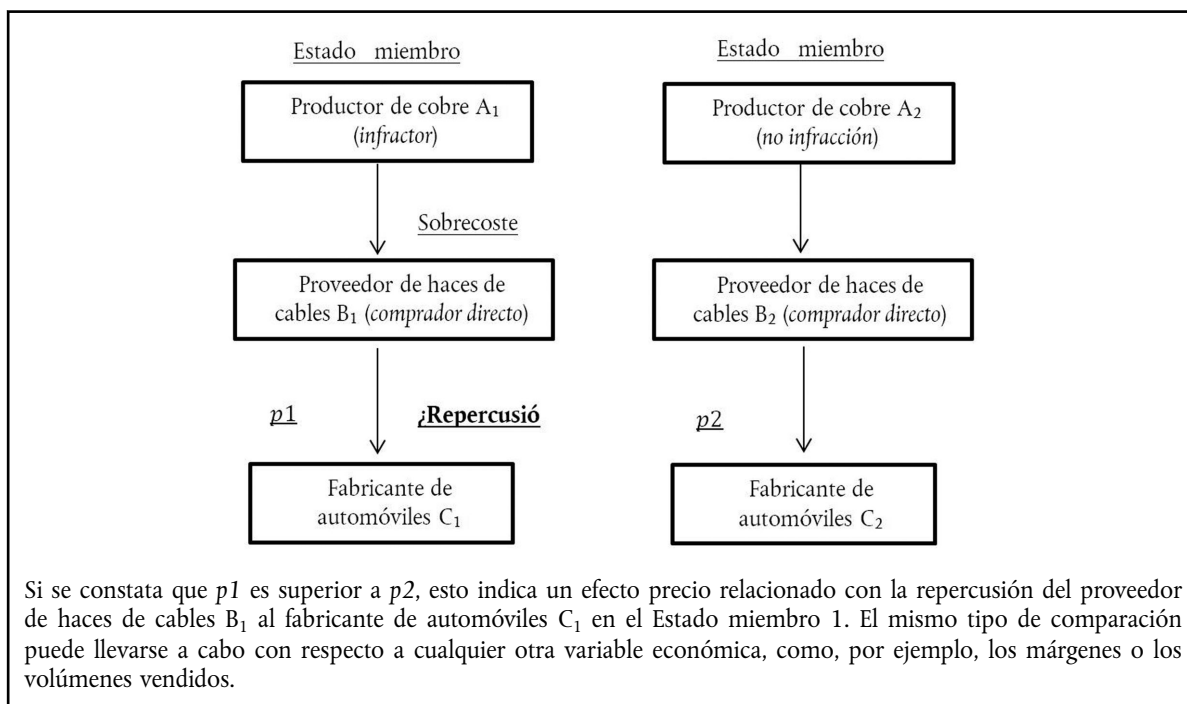 Estado miembro
Estado miembro
Productor de cobre A₁
(infractor)
Productor de cobre A₂
(no infracción)
Sobrecoste
Proveedor de haces de
cables B₁ (comprador directo)
Proveedor de haces de
cables B₂ (comprador directo)
p1
¿Repercusió
p2
Fabricante de
automóviles C₁
Fabricante de
automóviles C₂
Si se constata que p1 es superior a p2, esto indica un efecto precio relacionado con la repercusión del proveedor
de haces de cables B₁ al fabricante de automóviles C₁ en el Estado miembro 1. El mismo tipo de comparación
puede llevarse a cabo con respecto a cualquier otra variable económica, como, por ejemplo, los márgenes o los
volúmenes vendidos.